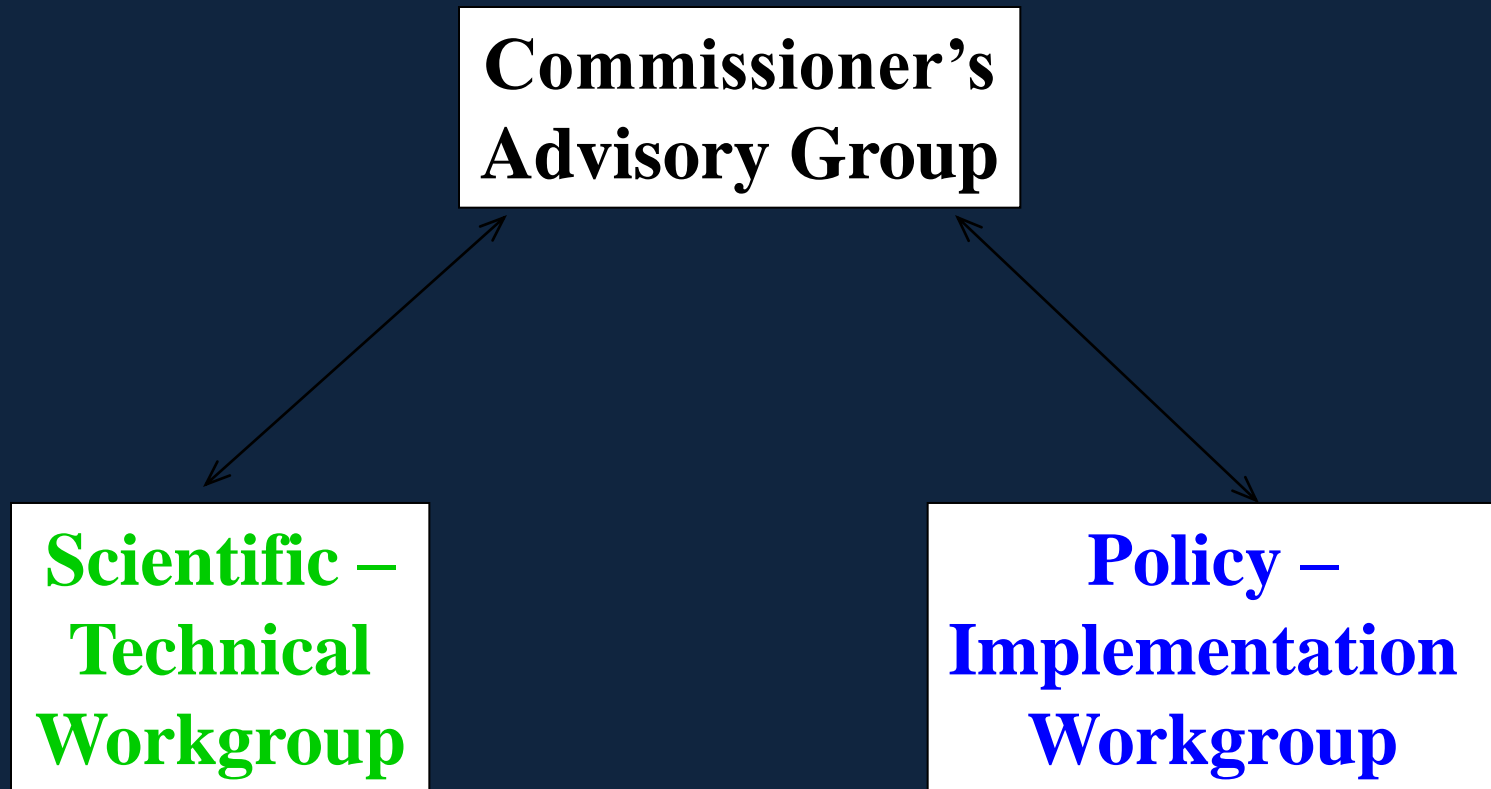 Commissioner’s
Advisory Group
Scientific –
Technical
Workgroup
Policy –
Implementation
Workgroup